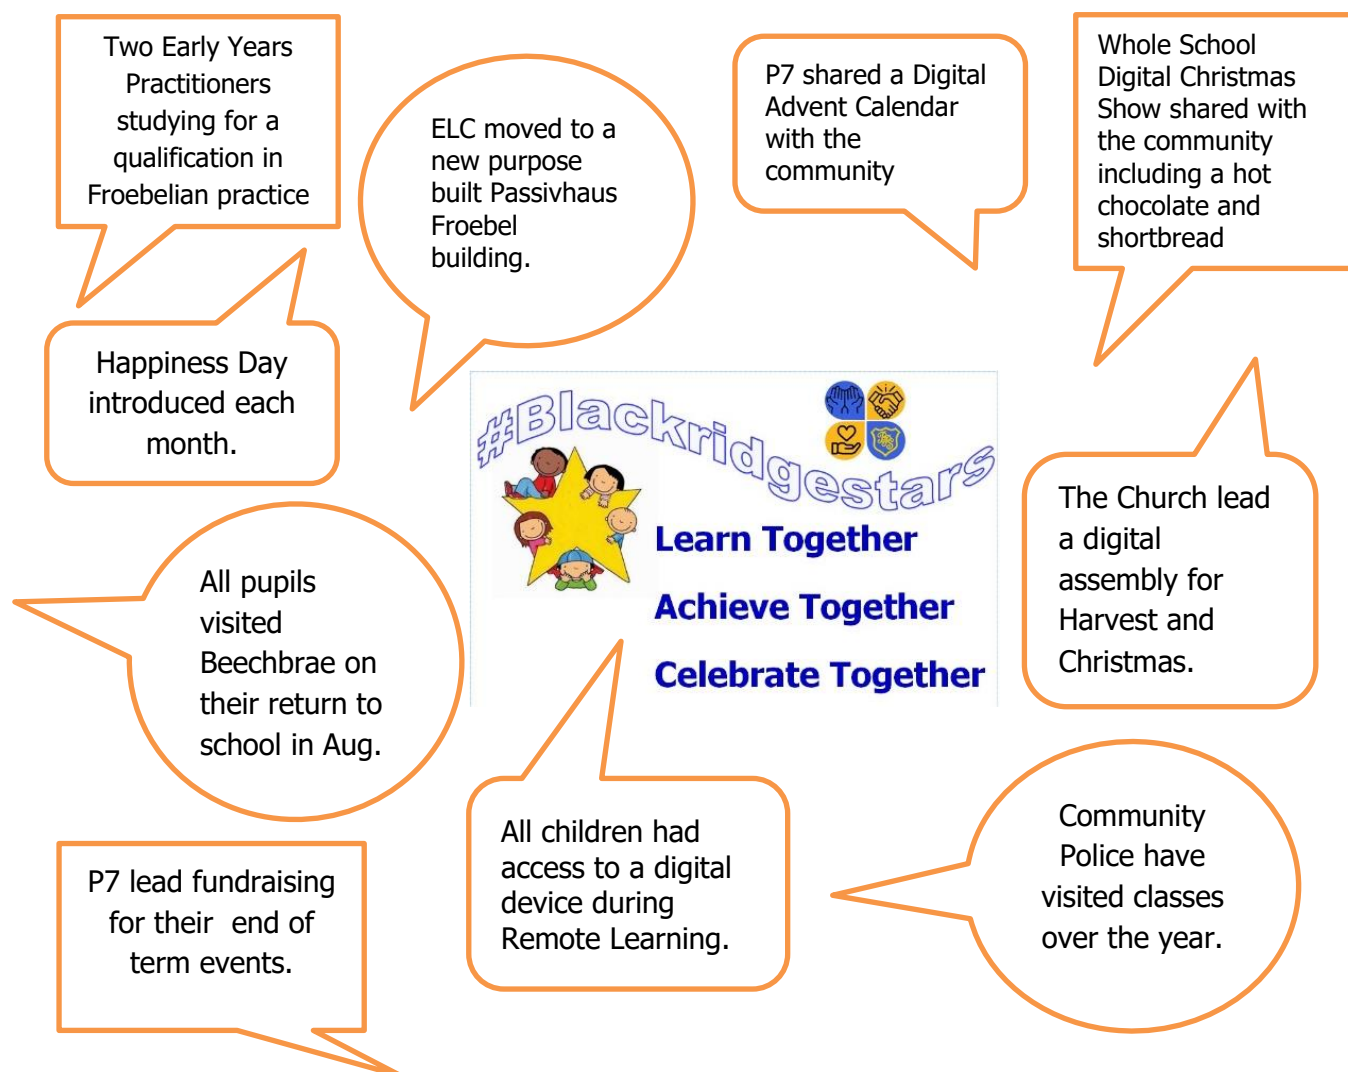 Two Early Years
Practitioners
studying for a
qualification in
Froebelian practice
ELC moved to a
new purpose
built Passivhaus
Froebel
building.
P7 shared a Digital
Advent Calendar
with the
community
Whole School
Digital Christmas
Show shared with
the community
including a hot
chocolate and
shortbread
Happiness Day
introduced each
month.
#Blackridgestars
Learn Together
Achieve Together
Celebrate Together
The Church lead
a digital
assembly for
Harvest and
Christmas.
All pupils
visited
Beechbrae on
their return to
school in Aug.
All children had
access to a digital
device during
Remote Learning.
Community
Police have
visited classes
over the year.
P7 lead fundraising
for their  end of
term events.